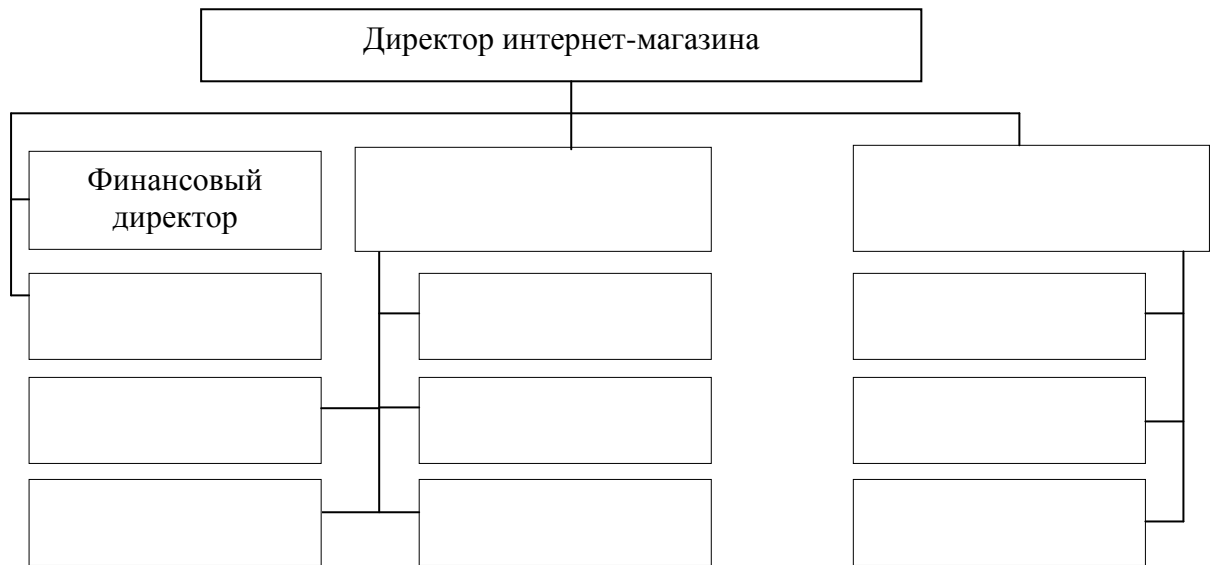 Директор интернет-магазина
Финансовый
директор